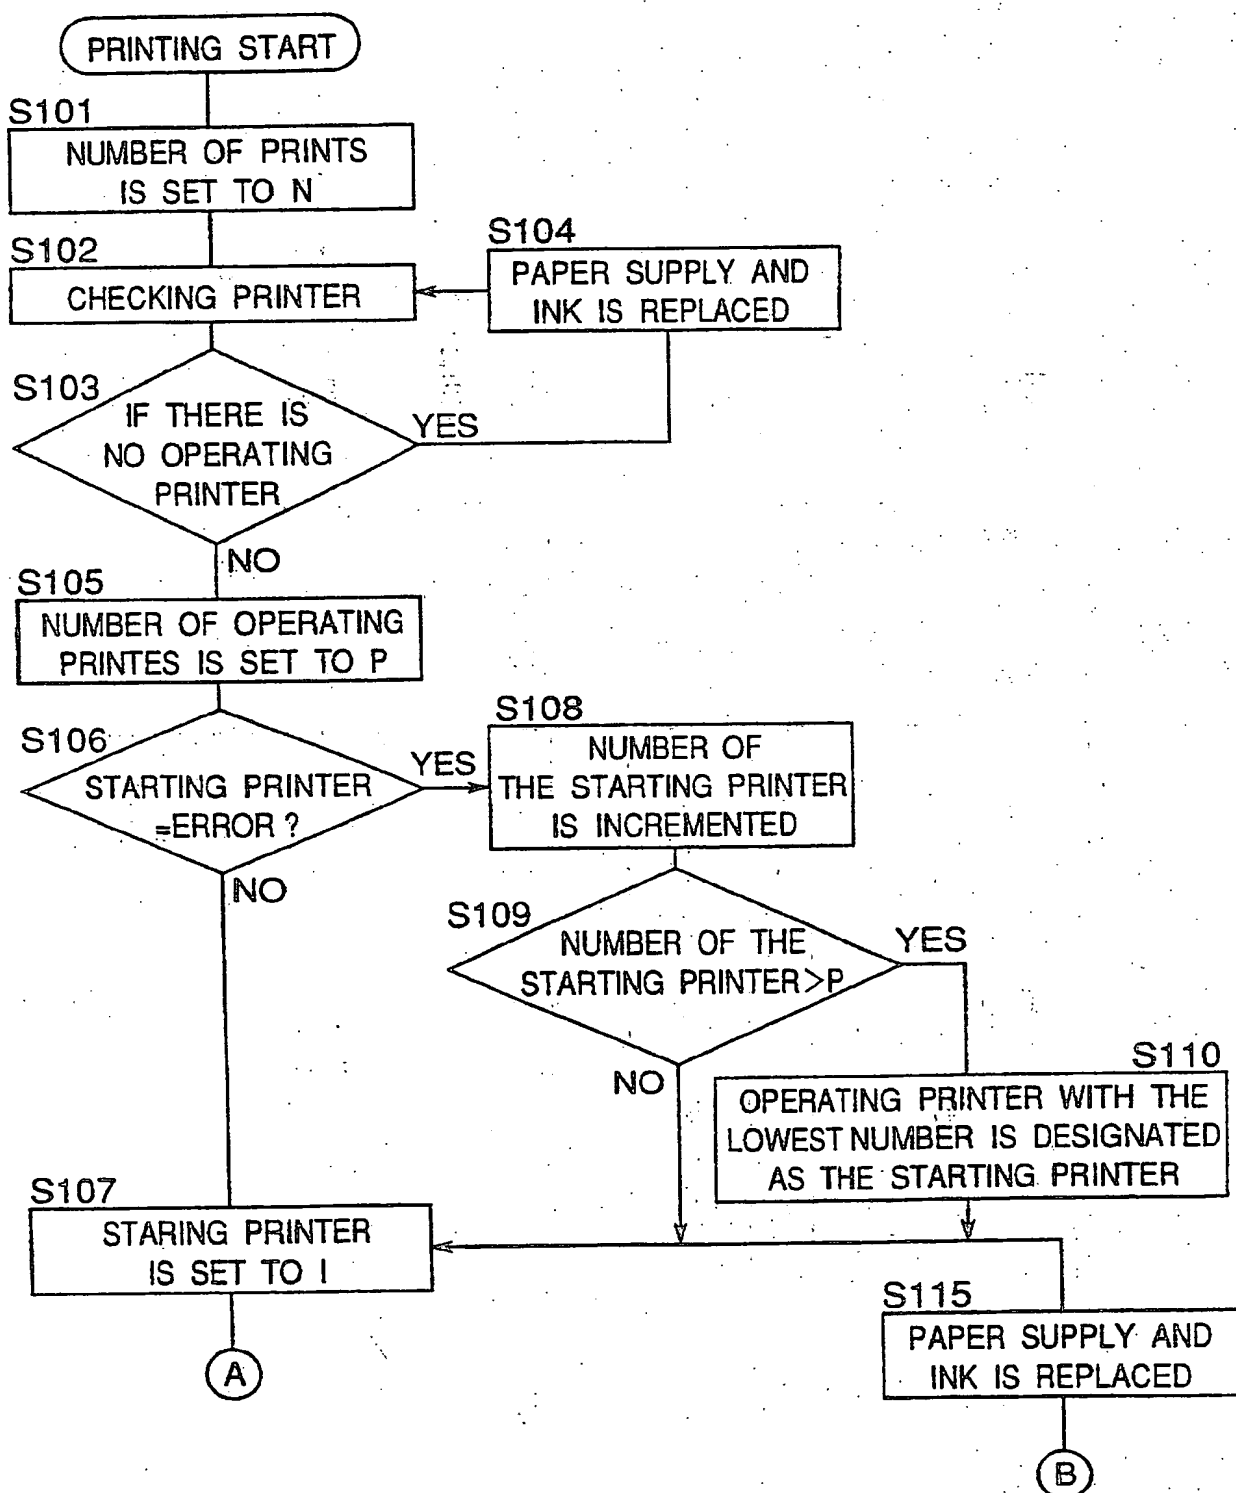 PRINTING START
S101
NUMBER OF PRINTS
IS SET TO N
S102
CHECKING PRINTER
S104
PAPER SUPPLY AND
INK IS REPLACED
S103
IF THERE IS
NO OPERATING
PRINTER
YES
NO
S105
NUMBER OF OPERATING
PRINTES IS SET TO P
S106
STARTING PRINTER
=ERROR ?
YES
NO
S108
NUMBER OF
THE STARTING PRINTER
IS INCREMENTED
S109
NUMBER OF THE
STARTING PRINTER>P
YES
NO
S110
OPERATING PRINTER WITH THE
LOWEST NUMBER IS DESIGNATED
AS THE STARTING PRINTER
S107
STARING PRINTER
IS SET TO I
A
S115
PAPER SUPPLY AND
INK IS REPLACED
B